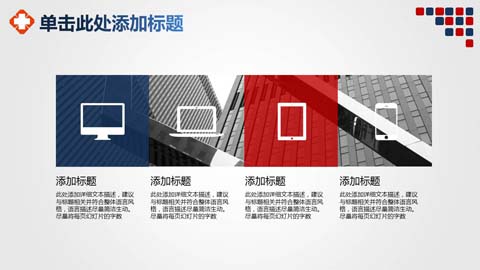 单击此处添加标题
添加标题 添加标题 添加标题 添加标题
此处添加详细文本描述，建议
与标题相关并符合整体语言风
格，语言描述尽量简洁生动。
尽量将每页幻灯片的字数
此处添加详细文本描述，建议
与标题相关并符合整体语言风
格，语言描述尽量简洁生动。
尽量将每页幻灯片的字数
此处添加详细文本描述，建议
与标题相关并符合整体语言风
格，语言描述尽量简洁生动。
尽量将每页幻灯片的字数
此处添加详细文本描述，建议
与标题相关并符合整体语言风
格，语言描述尽量简洁生动。
尽量将每页幻灯片的字数